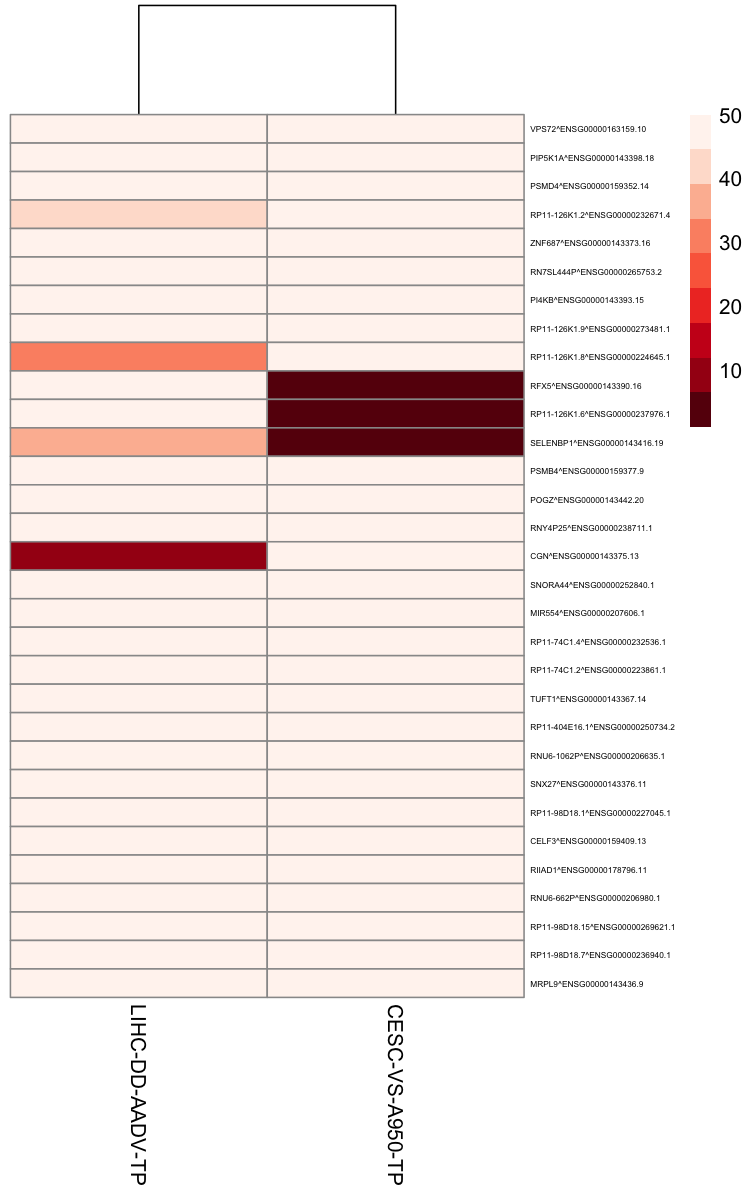 VPS72^ENSG00000163159.10
PIP5K1A^ENSG00000143398.18
PSMD4^ENSG00000159352.14
RP11-126K1.2^ENSG00000232671.4
ZNF687^ENSG00000143373.16
RN7SL444P^ENSG00000265753.2
PI4KB^ENSG00000143393.15
RP11-126K1.9^ENSG00000273481.1
RP11-126K1.8^ENSG00000224645.1
RFX5^ENSG00000143390.16
RP11-126K1.6^ENSG00000237976.1
SELENBP1^ENSG00000143416.19
PSMB4^ENSG00000159377.9
POGZ^ENSG00000143442.20
RNY4P25^ENSG00000238711.1
CGN^ENSG00000143375.13
SNORA44^ENSG00000252840.1
MIR554^ENSG00000207606.1
RP11-74C1.4^ENSG00000232536.1
RP11-74C1.2^ENSG00000223861.1
TUFT1^ENSG00000143367.14
RP11-404E16.1^ENSG00000250734.2
RNU6-1062P^ENSG00000206635.1
SNX27^ENSG00000143376.11
RP11-98D18.1^ENSG00000227045.1
CELF3^ENSG00000159409.13
RIIAD1^ENSG00000178796.11
RNU6-662P^ENSG00000206980.1
RP11-98D18.15^ENSG00000269621.1
RP11-98D18.7^ENSG00000236940.1
MRPL9^ENSG00000143436.9
50
40
30
20
10
LIHC-DD-AADV-TP
CESC-VS-A950-TP